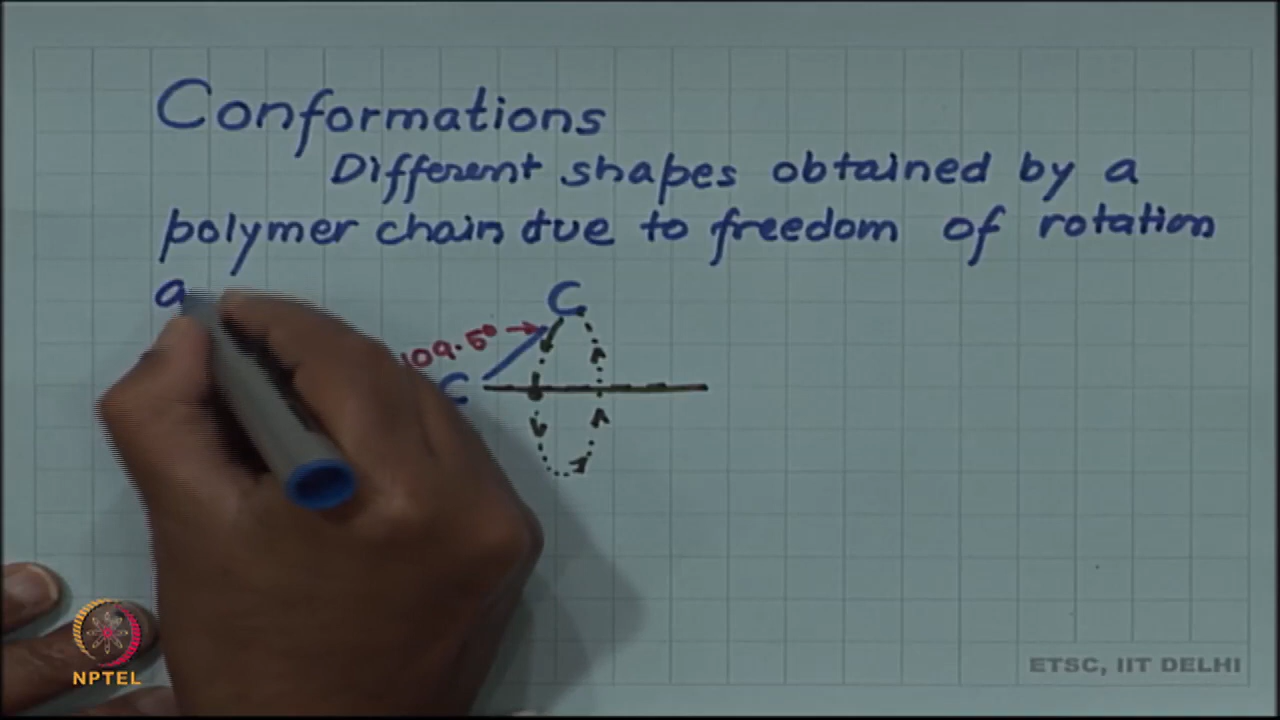 Conformations
Different shapes obtained by a
polymer chain due to freedom of rotation
a
C
109.5°
C
NPTEL
ETSC, IIT DELHI